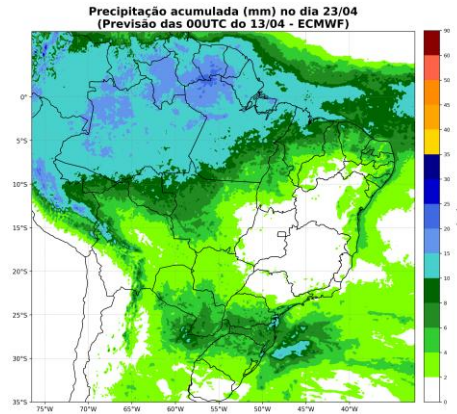 Precipitação acumulada (mm) no dia 23/04
(Previsão das 00UTC do 13/04 - ECMWF)
90
60
50
45
40
35
30
25
20
15
10
8
6
4
2
0
0°
5°S
10°S
15°S
20°S
25°S
30°S
35°S
75°W
70°W
65°W
60°W
55°W
50°W
45°W
40°W